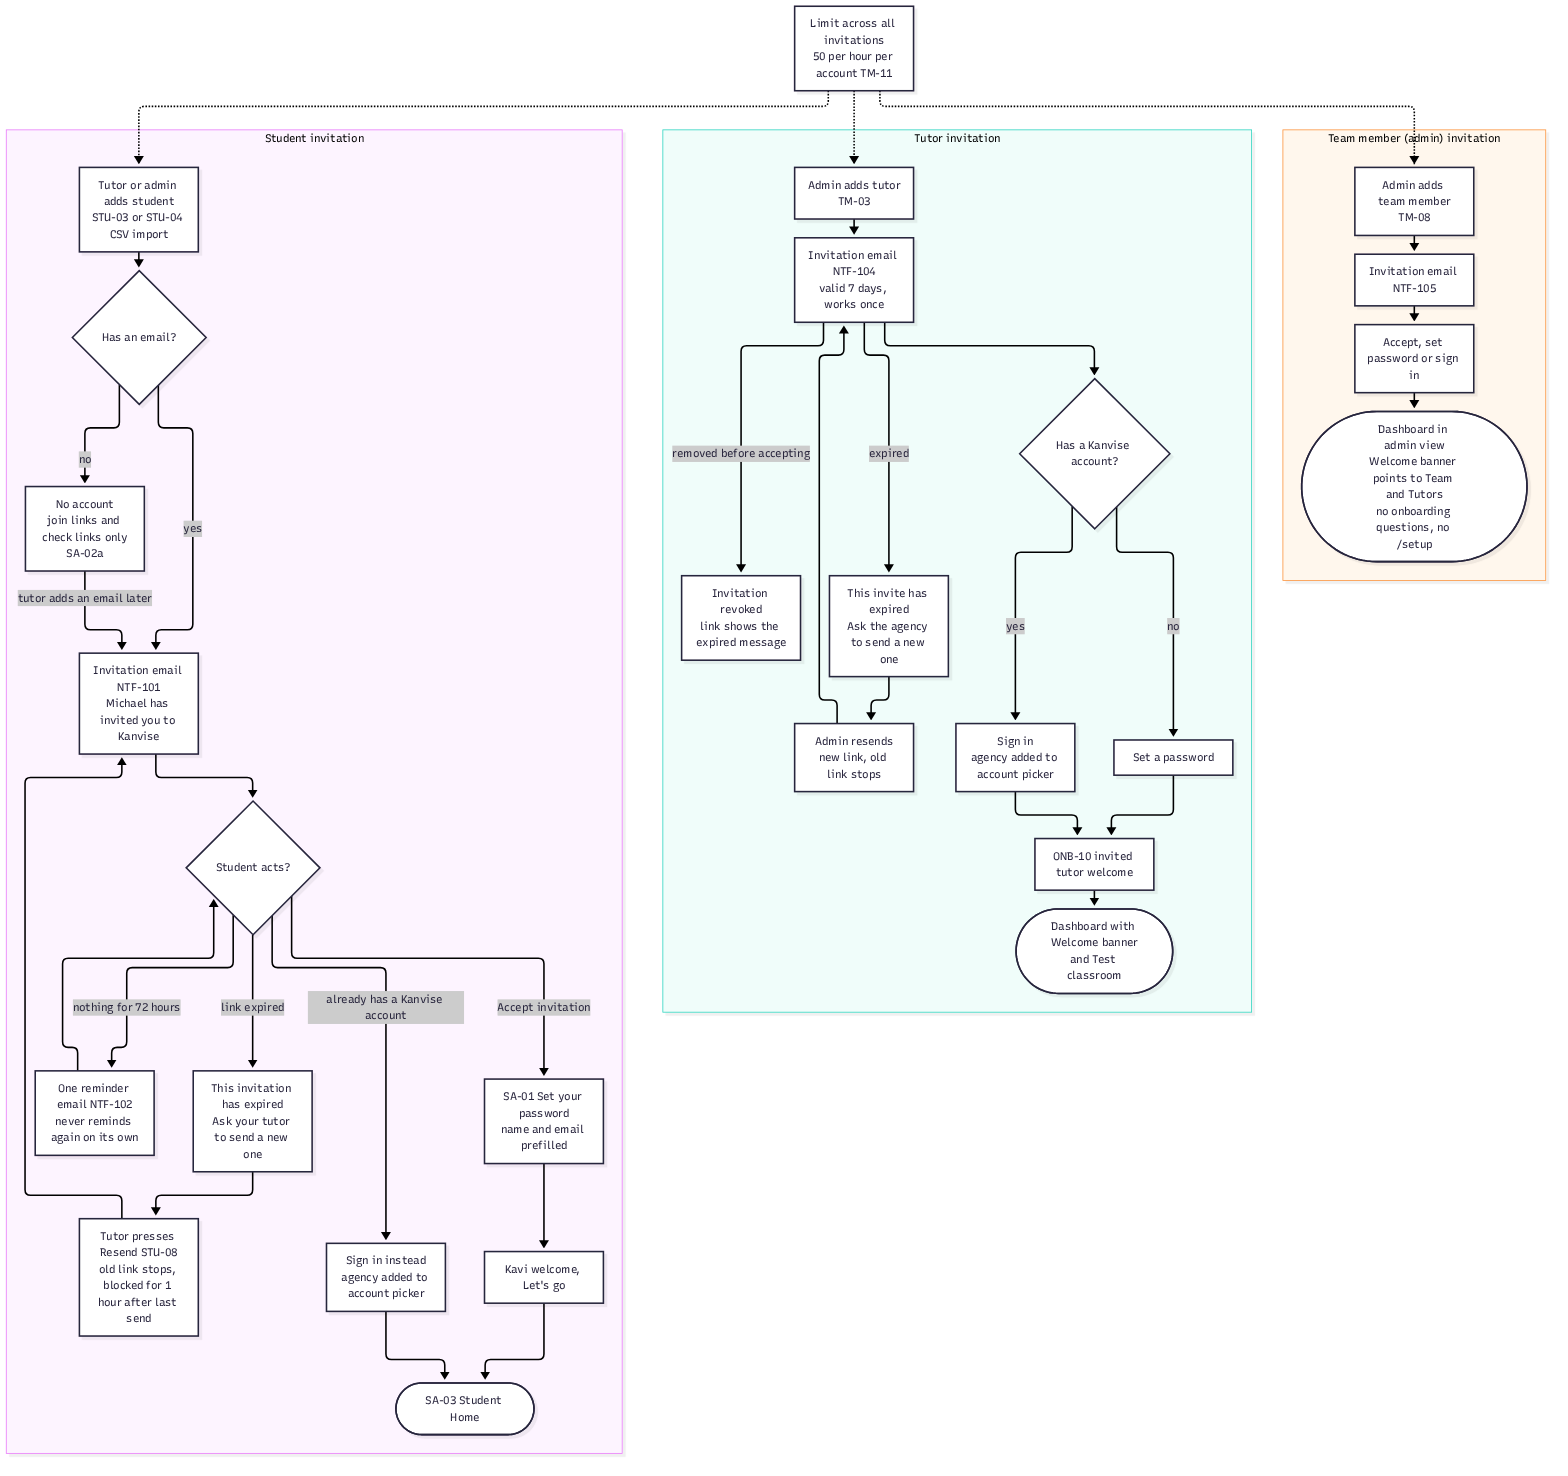 Limit across all
invitations
50 per hour per
account TM-11
Student invitation
Tutor or admin
adds student
STU-03 or STU-04
CSV import
Has an email?
no
yes
No account
join links and
check links only
SA-02a
tutor adds an email later
Invitation email
NTF-101
Michael has
invited you to
Kanvise
Student acts?
nothing for 72 hours
link expired
already has a Kanvise
account
Accept invitation
One reminder
email NTF-102
never reminds
again on its own
This invitation
has expired
Ask your tutor
to send a new
one
SA-01 Set your
password
name and email
prefilled
Tutor presses
Resend STU-08
old link stops,
blocked for 1
hour after last
send
Sign in instead
agency added to
account picker
Kavi welcome,
Let's go
SA-03 Student
Home
Tutor invitation
Admin adds tutor
TM-03
Invitation email
NTF-104
valid 7 days,
works once
removed before accepting
expired
Has a Kanvise
account?
Invitation
revoked
link shows the
expired message
This invite has
expired
Ask the agency
to send a new
one
yes
no
Admin resends
new link, old
link stops
Sign in
agency added to
account picker
Set a password
ONB-10 invited
tutor welcome
Dashboard with
Welcome banner
and Test
classroom
Team member (admin) invitation
Admin adds
team member
TM-08
Invitation email
NTF-105
Accept, set
password or sign
in
Dashboard in
admin view
Welcome banner
points to Team
and Tutors
no onboarding
questions, no
/setup